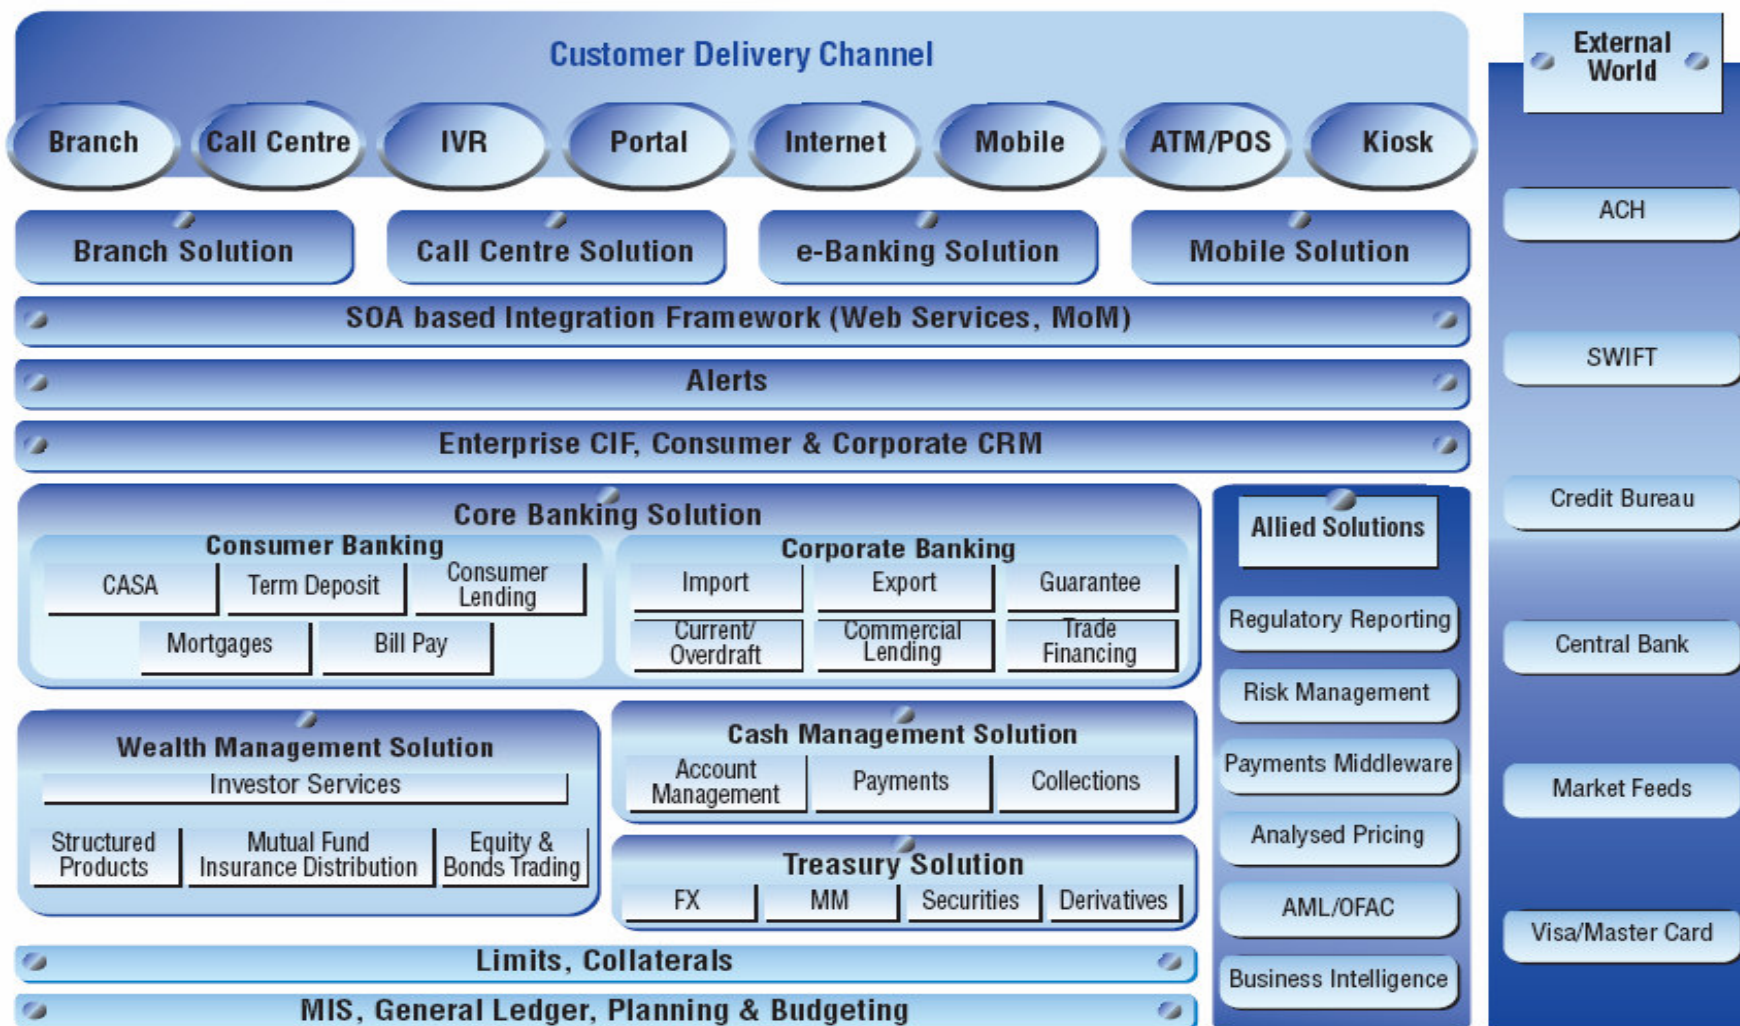 Customer Delivery Channel
Branch
Call Centre
IVR
Portal
Internet
Mobile
ATM/POS
Kiosk
Branch Solution
Call Centre Solution
e-Banking Solution
Mobile Solution
SOA based Integration Framework (Web Services, MoM)
Alerts
Enterprise CIF, Consumer & Corporate CRM
Core Banking Solution
Consumer Banking
CASA
Term Deposit
Consumer
Lending
Mortgages
Bill Pay
Corporate Banking
Import
Export
Guarantee
Current/
Overdraft
Commercial
Lending
Trade
Financing
Wealth Management Solution
Investor Services
Structured
Products
Mutual Fund
Insurance Distribution
Equity &
Bonds Trading
Cash Management Solution
Account
Management
Payments
Collections
Treasury Solution
FX
MM
Securities
Derivatives
Limits, Collaterals
MIS, General Ledger, Planning & Budgeting
Allied Solutions
Regulatory Reporting
Risk Management
Payments Middleware
Analysed Pricing
AML/OFAC
Business Intelligence
External
World
ACH
SWIFT
Credit Bureau
Central Bank
Market Feeds
Visa/Master Card